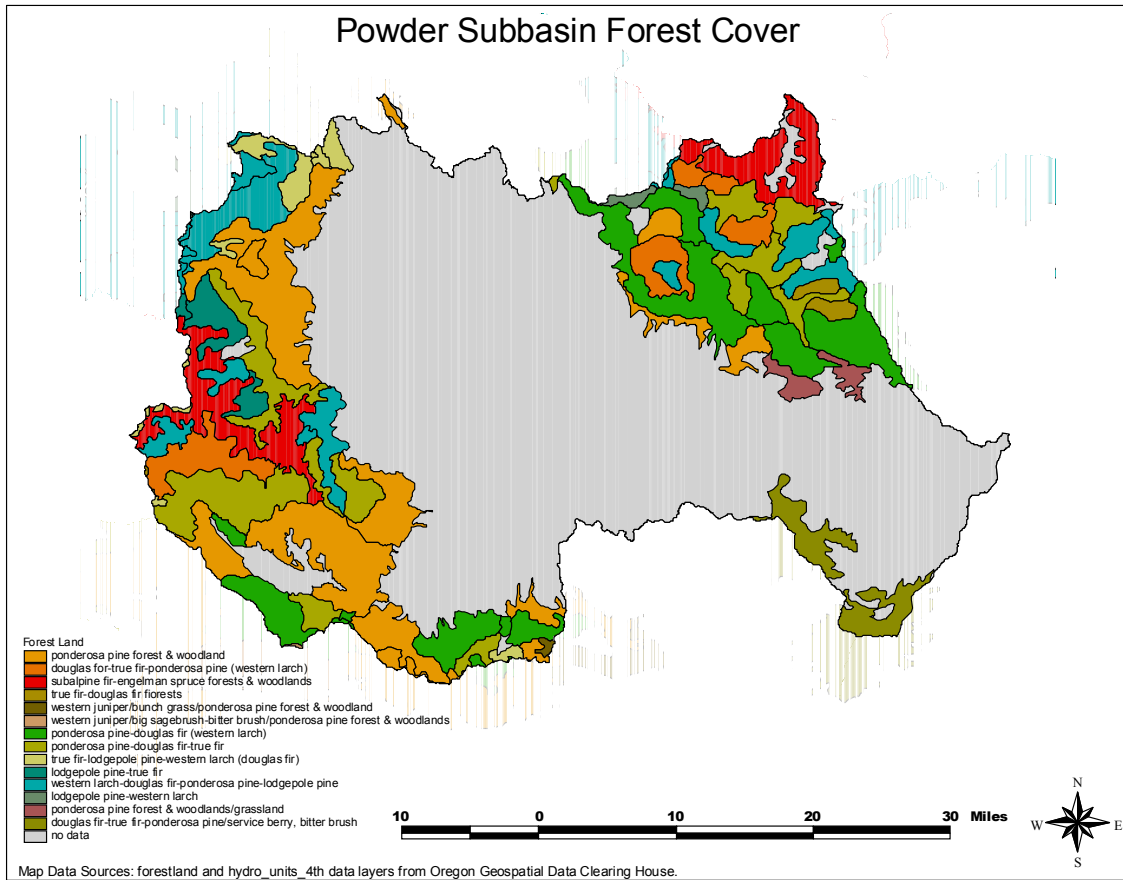 Powder Subbasin Forest Cover
Forest Land
ponderosa pine forest & woodland
douglas for-true fir-ponderosa pine (western larch)
subalpine fir-engelman spruce forests & woodlands
true fir-douglas fir fiorests
western juniper/bunch grass/ponderosa pine forest & woodland
western juniper/big sagebrush-bitter brush/ponderosa pine forest & woodlands
ponderosa pine-douglas fir (western larch)
ponderosa pine-douglas fir-true fir
true fir-lodgepole pine-western larch (douglas fir)
lodgepole pine-true fir
western larch-douglas fir-ponderosa pine-lodgepole pine
lodgepole pine-western larch
ponderosa pine forest & woodlands/grassland
douglas fir-true fir-ponderosa pine/service berry, bitter brush
no data
10 0 10 20 30 Miles
N
W E
S
Map Data Sources: forestland and hydro_units_4th data layers from Oregon Geospatial Data Clearing House.